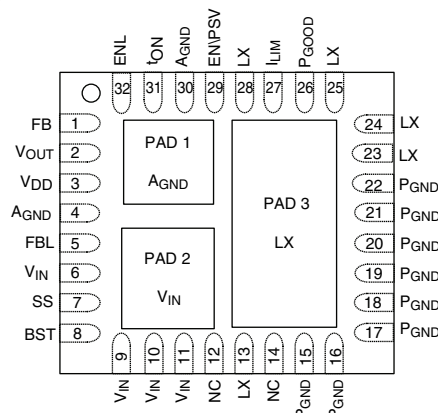 ENL
tON
AGND
EN\PSV
LX
ILIM
PGOOD
LX
32
31
30
29
28
27
26
25
FB 1
VOUT 2
VDD 3
AGND 4
FBL 5
VIN 6
SS 7
BST 8
PAD 1
AGND
PAD 2
VIN
PAD 3
LX
24 LX
23 LX
22 PGND
21 PGND
20 PGND
19 PGND
18 PGND
17 PGND
9
10
11
12
13
14
15
16
VIN
VIN
VIN
NC
LX
NC
PGND
PGND